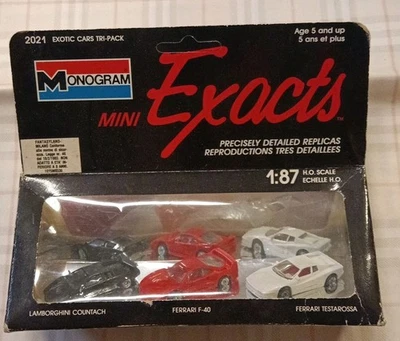 2021 EXOTIC CARS TRI-PACK
Age 5 and up
5 ans et plus
MONOGRAM
MINI Exacts
PRECISELY DETAILED REPLICAS
REPRODUCTIONS TRES DETAILLEES
1:87 H.O. SCALE
ECHELLE H.O.
LAMBORGHINI COUNTACH
FERRARI F-40
FERRARI TESTAROSSA